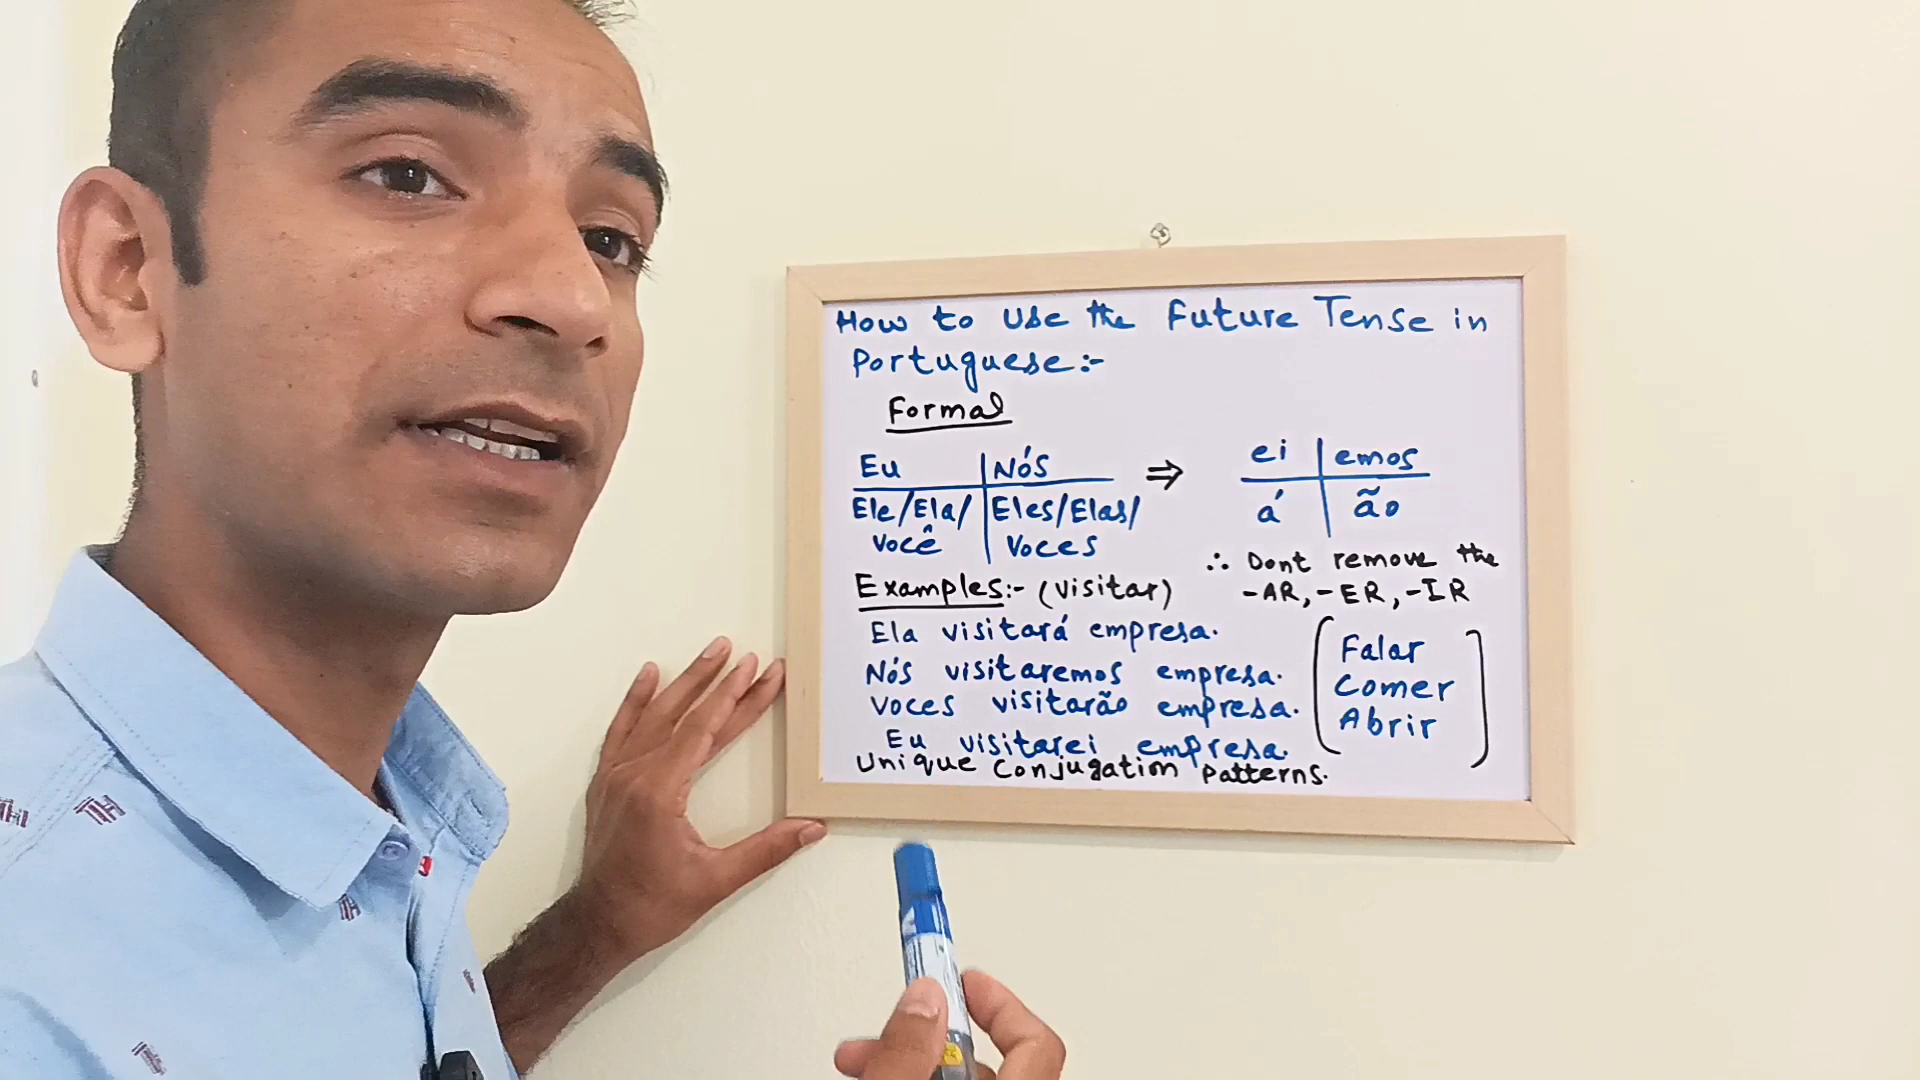 How to use the Future Tense in
Portuguese:-
Formal
Eu | Nós ⇒ ei | emos
Ele/Ela/ | Eles/Elas/ á | ão
você | Voces
∴ Dont remove the
-AR, -ER, -IR
Examples:- (visitar)
Ela visitará empresa.
Nós visitaremos empresa.
Voces visitarão empresa.
Eu visitarei empresa.
Falar
Comer
Abrir
Unique Conjugation Patterns.